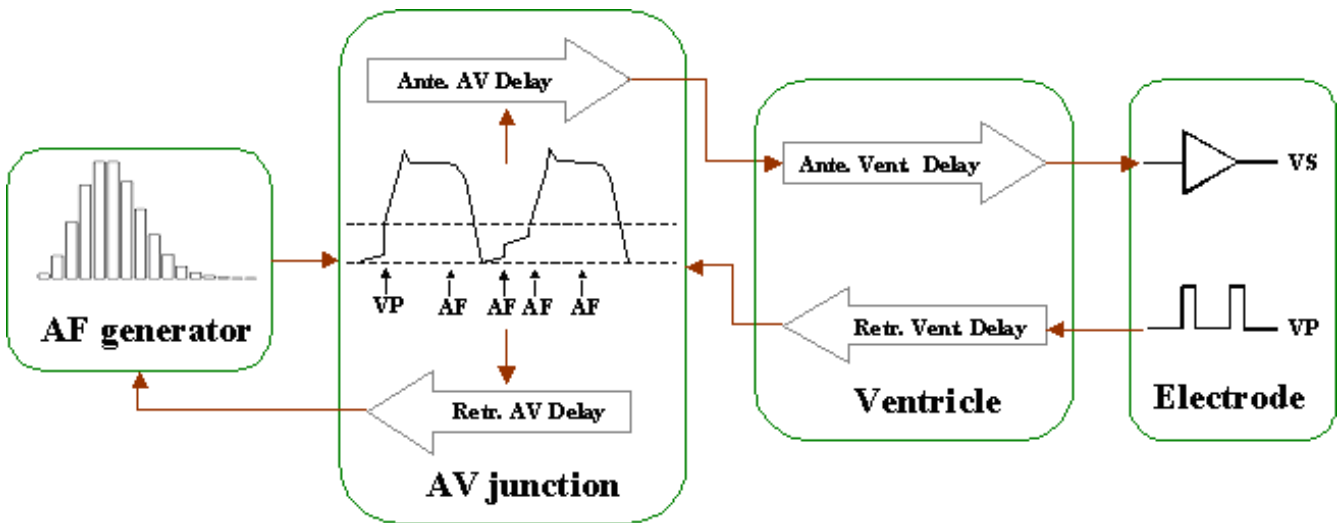 Ante. AV Delay
VP
AF
AF
AF
AF
Retr. AV Delay
AV junction
AF generator
Ante. Vent. Delay
Retr. Vent. Delay
Ventricle
VS
VP
Electrode